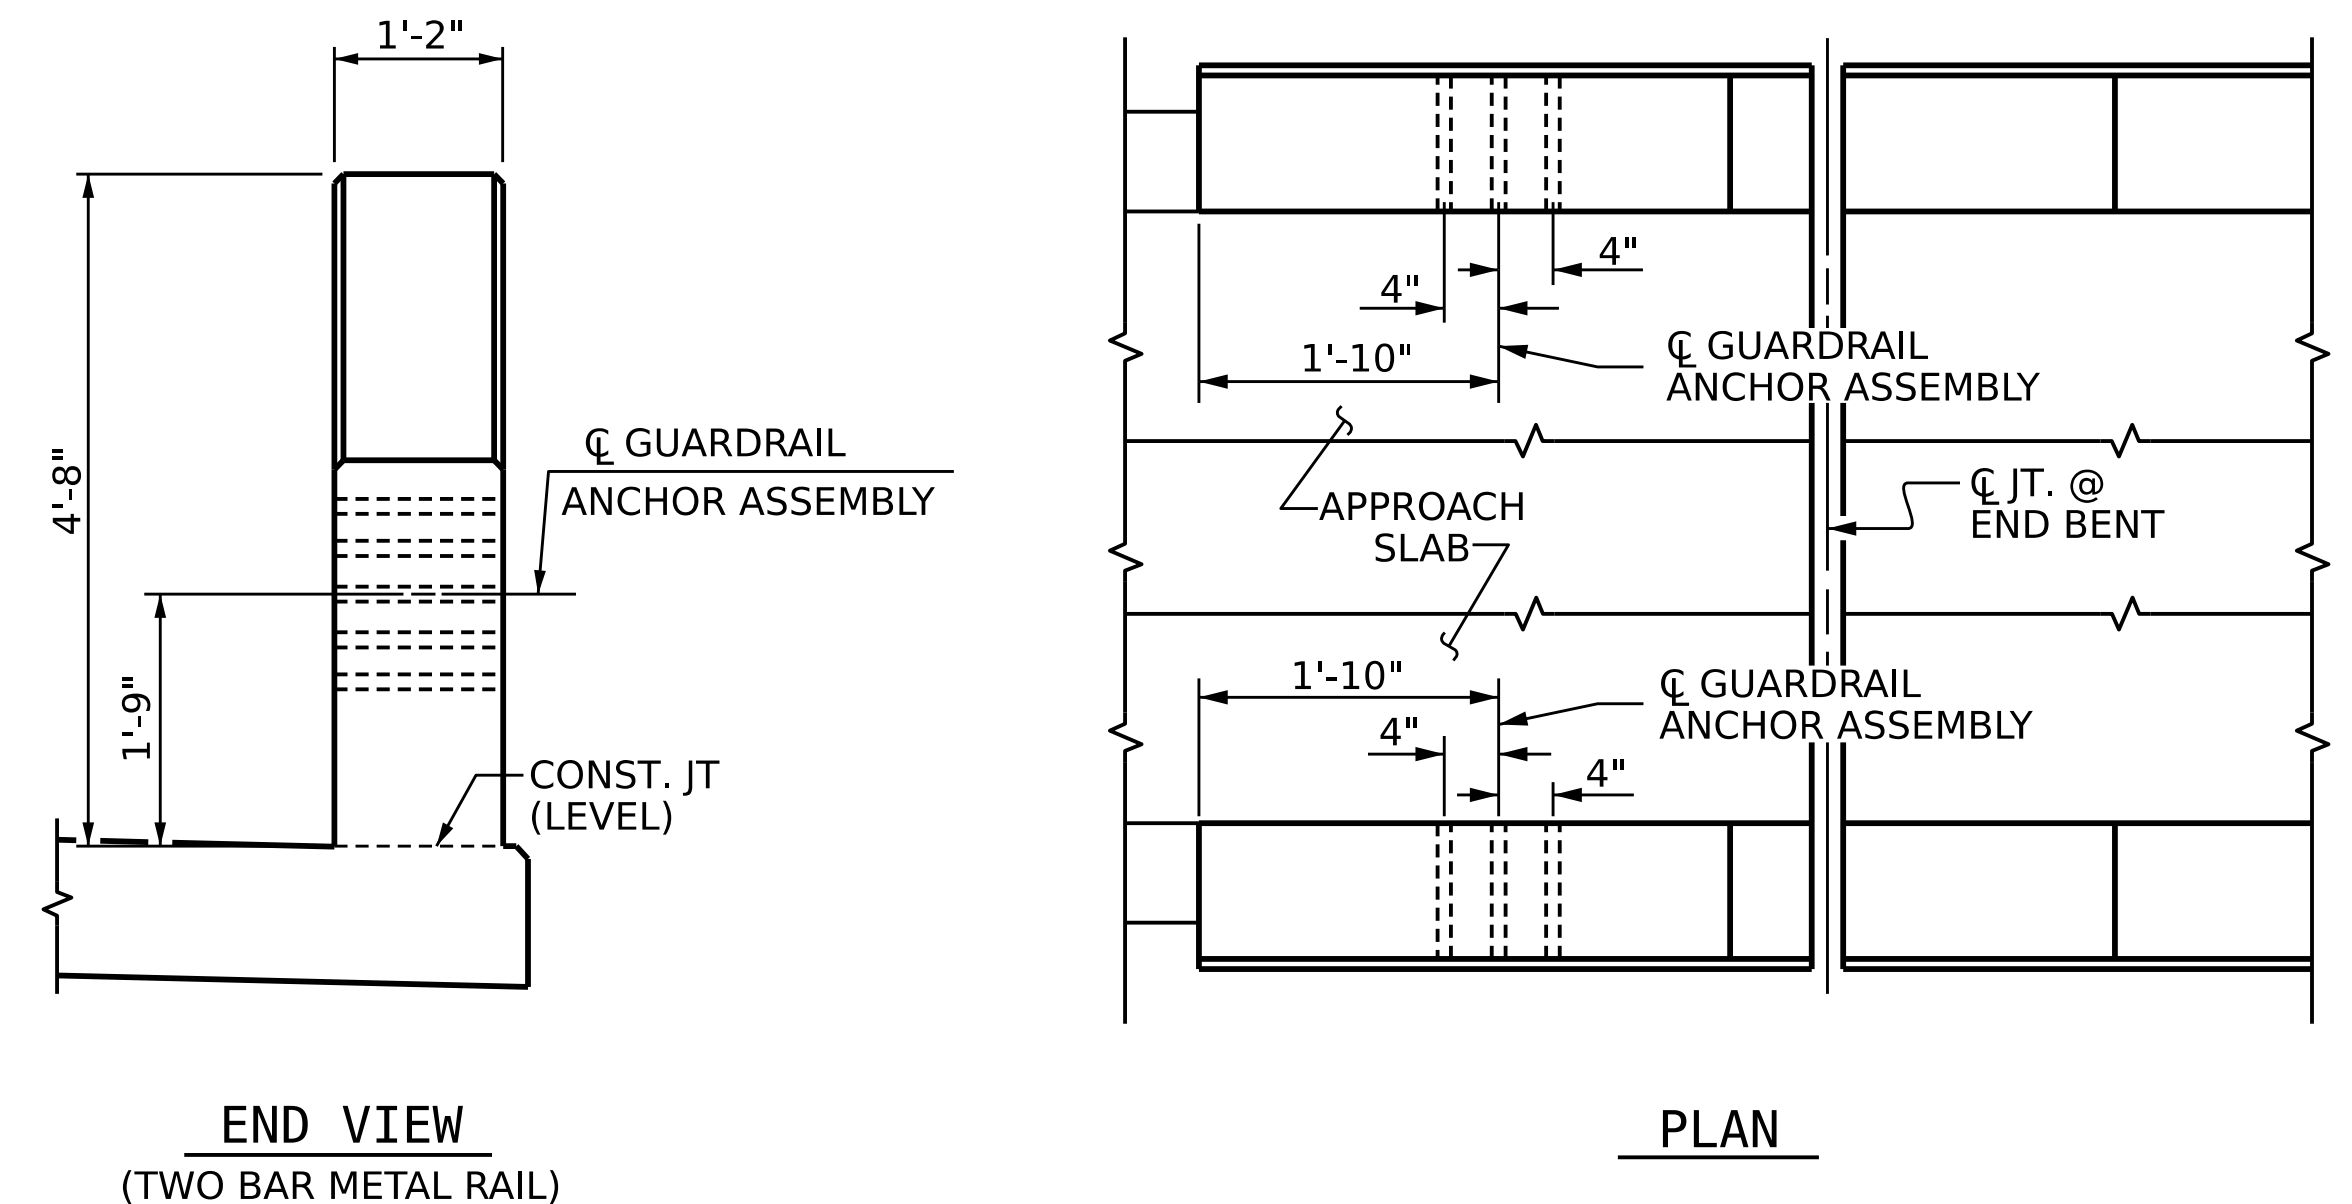 1'-2"
4'-8"
℄ GUARDRAIL
ANCHOR ASSEMBLY
1'-9"
CONST. JT
(LEVEL)
END VIEW
(TWO BAR METAL RAIL)
4"
4"
1'-10"
℄ GUARDRAIL
ANCHOR ASSEMBLY
APPROACH
SLAB
℄ JT. @
END BENT
1'-10"
℄ GUARDRAIL
ANCHOR ASSEMBLY
4"
4"
PLAN